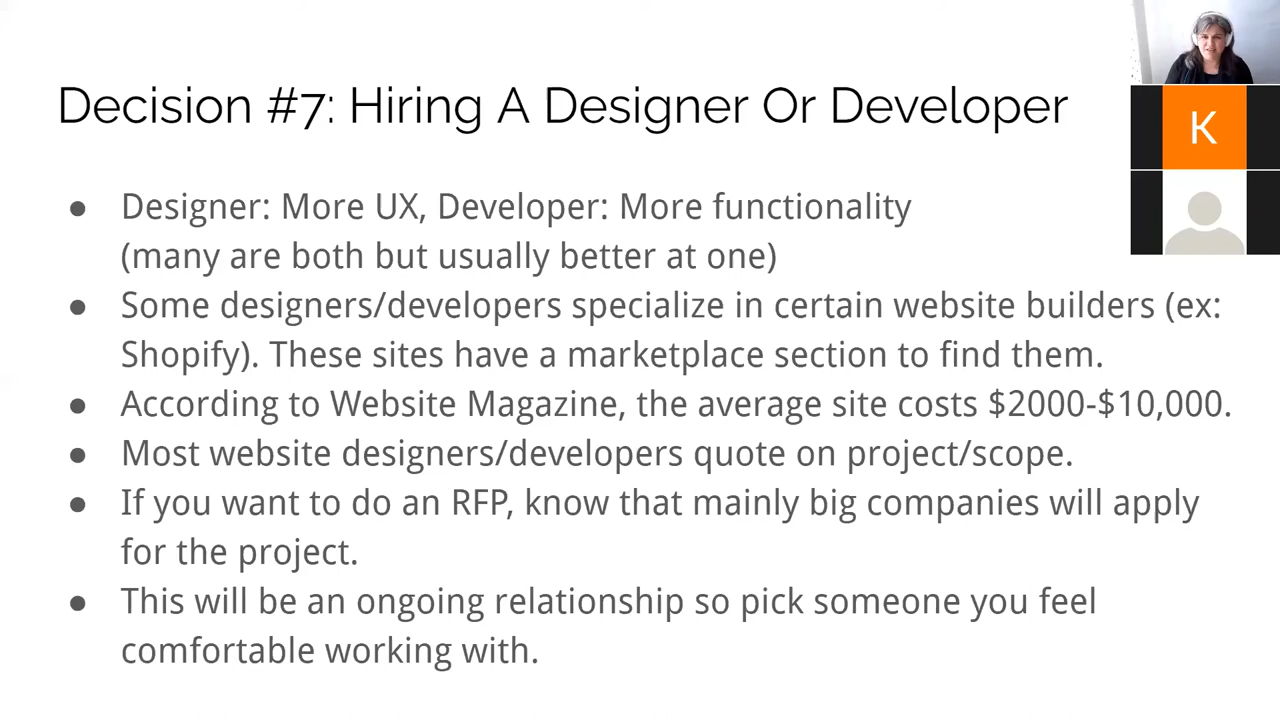 Decision #7: Hiring A Designer Or Developer
K
● Designer: More UX, Developer: More functionality
(many are both but usually better at one)
● Some designers/developers specialize in certain website builders (ex:
Shopify). These sites have a marketplace section to find them.
● According to Website Magazine, the average site costs $2000-$10,000.
● Most website designers/developers quote on project/scope.
● If you want to do an RFP, know that mainly big companies will apply
for the project.
● This will be an ongoing relationship so pick someone you feel
comfortable working with.